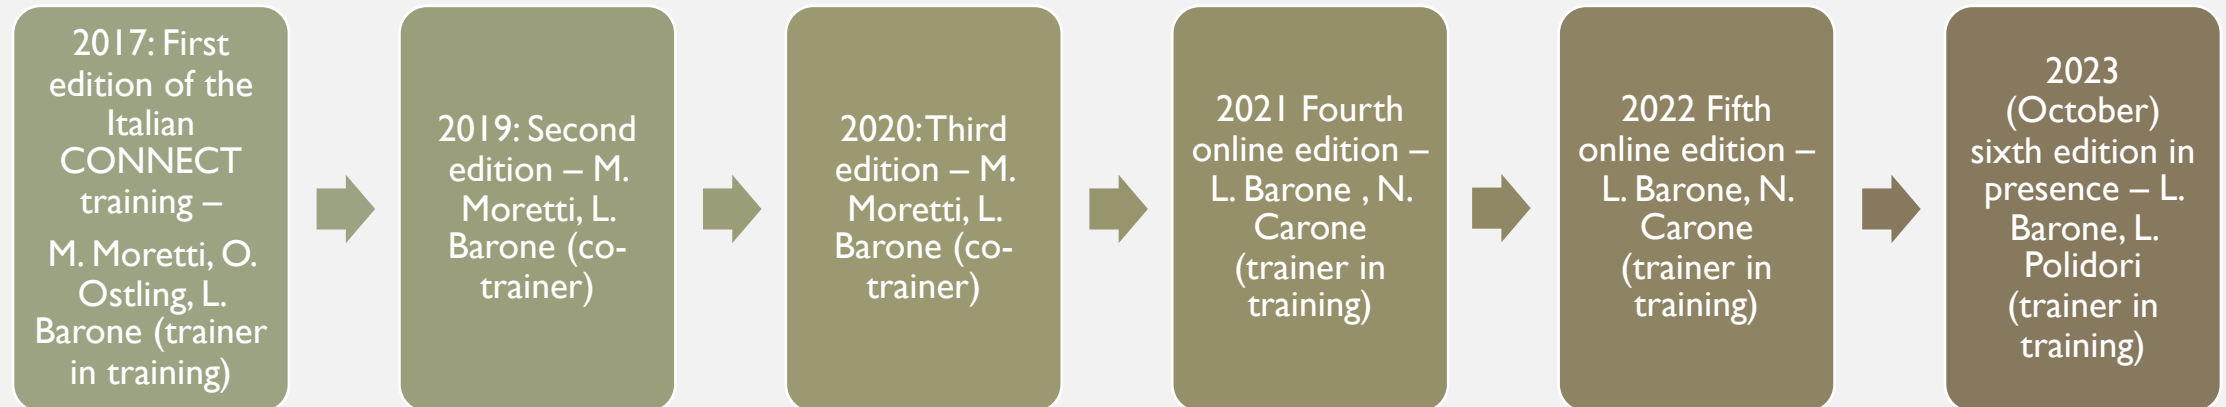 2017: First
edition of the
Italian
CONNECT
training –
M. Moretti, O.
Ostling, L.
Barone (trainer
in training)
2019: Second
edition – M.
Moretti, L.
Barone (co-
trainer)
2020: Third
edition – M.
Moretti, L.
Barone (co-
trainer)
2021 Fourth
online edition –
L. Barone , N.
Carone
(trainer in
training)
2022 Fifth
online edition –
L. Barone, N.
Carone
(trainer in
training)
2023
(October)
sixth edition in
presence – L.
Barone, L.
Polidori
(trainer in
training)